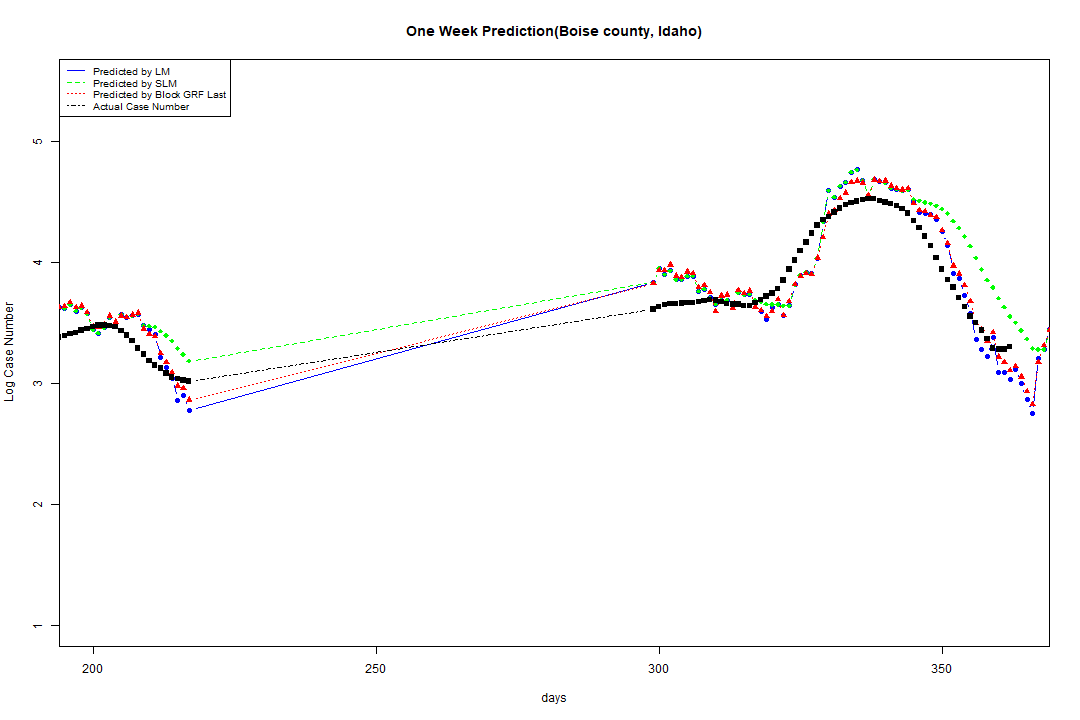 One Week Prediction(Boise county, Idaho)
Predicted by LM
Predicted by SLM
Predicted by Block GRF Last
Actual Case Number
5
4
3
2
1
Log Case Number
200 250 300 350
days